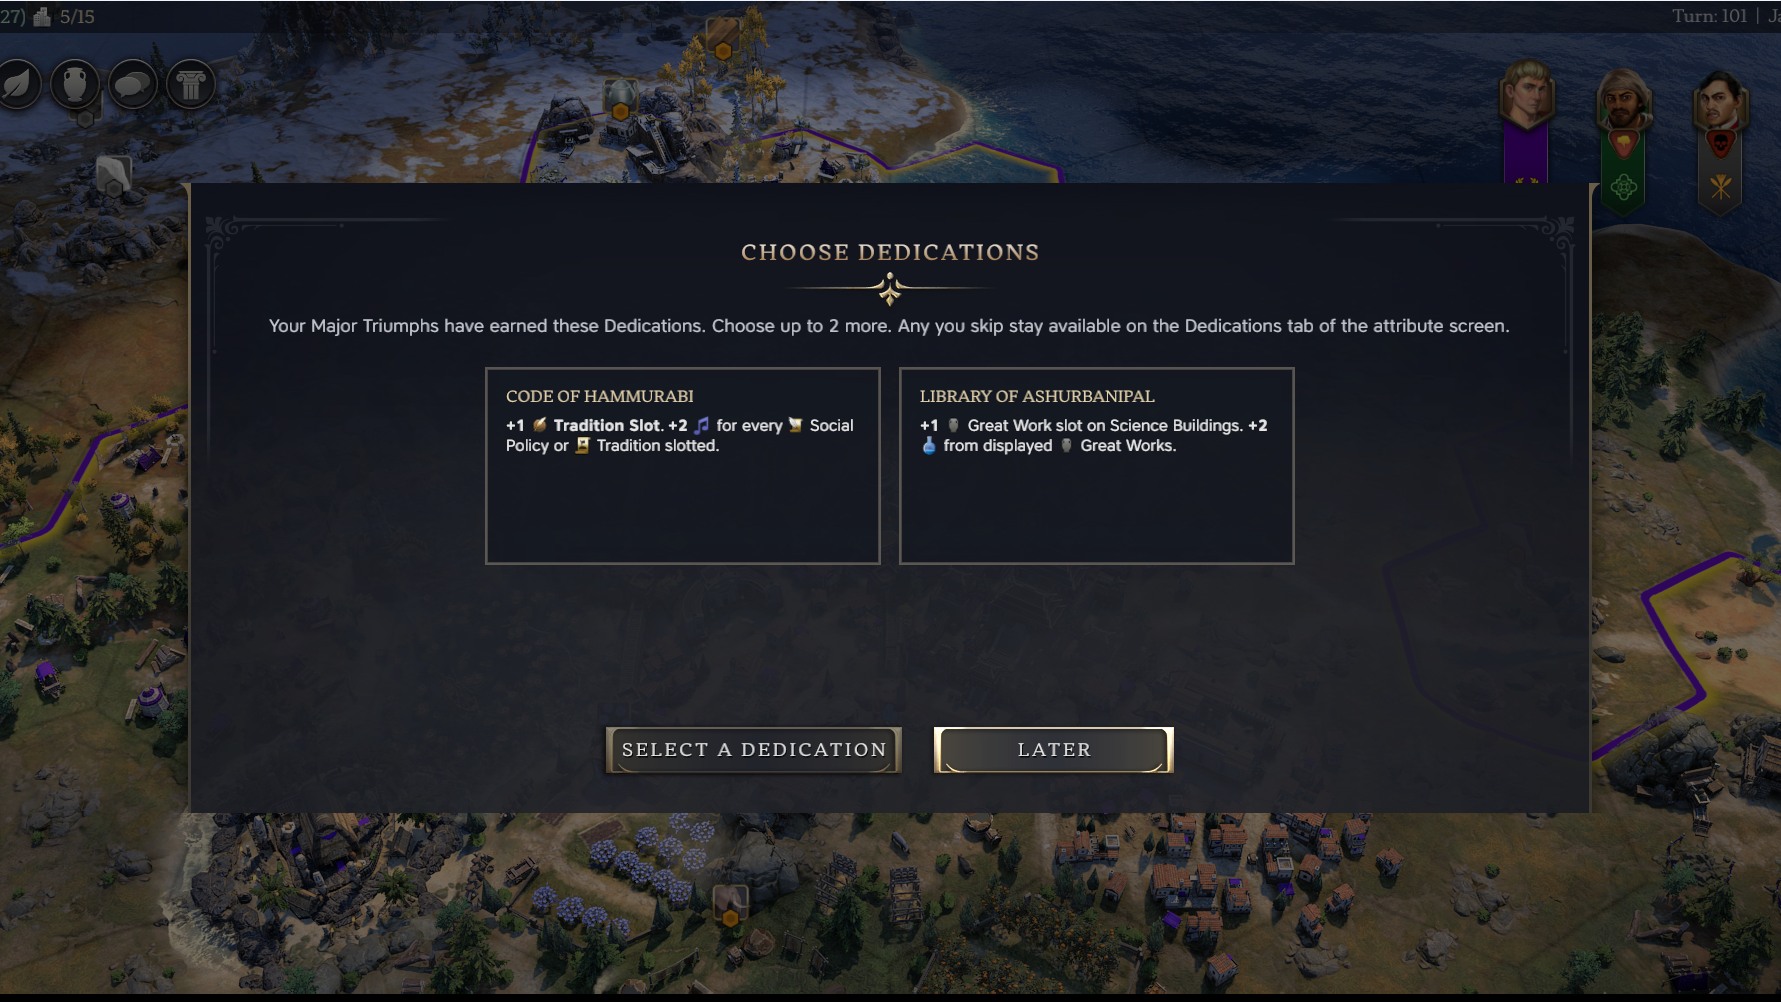 27) 5/15
Turn: 101 | Ja
CHOOSE DEDICATIONS
Your Major Triumphs have earned these Dedications. Choose up to 2 more. Any you skip stay available on the Dedications tab of the attribute screen.
CODE OF HAMMURABI
+1 Tradition Slot. +2 for every Social
Policy or Tradition slotted.
LIBRARY OF ASHURBANIPAL
+1 Great Work slot on Science Buildings. +2
from displayed Great Works.
SELECT A DEDICATION
LATER